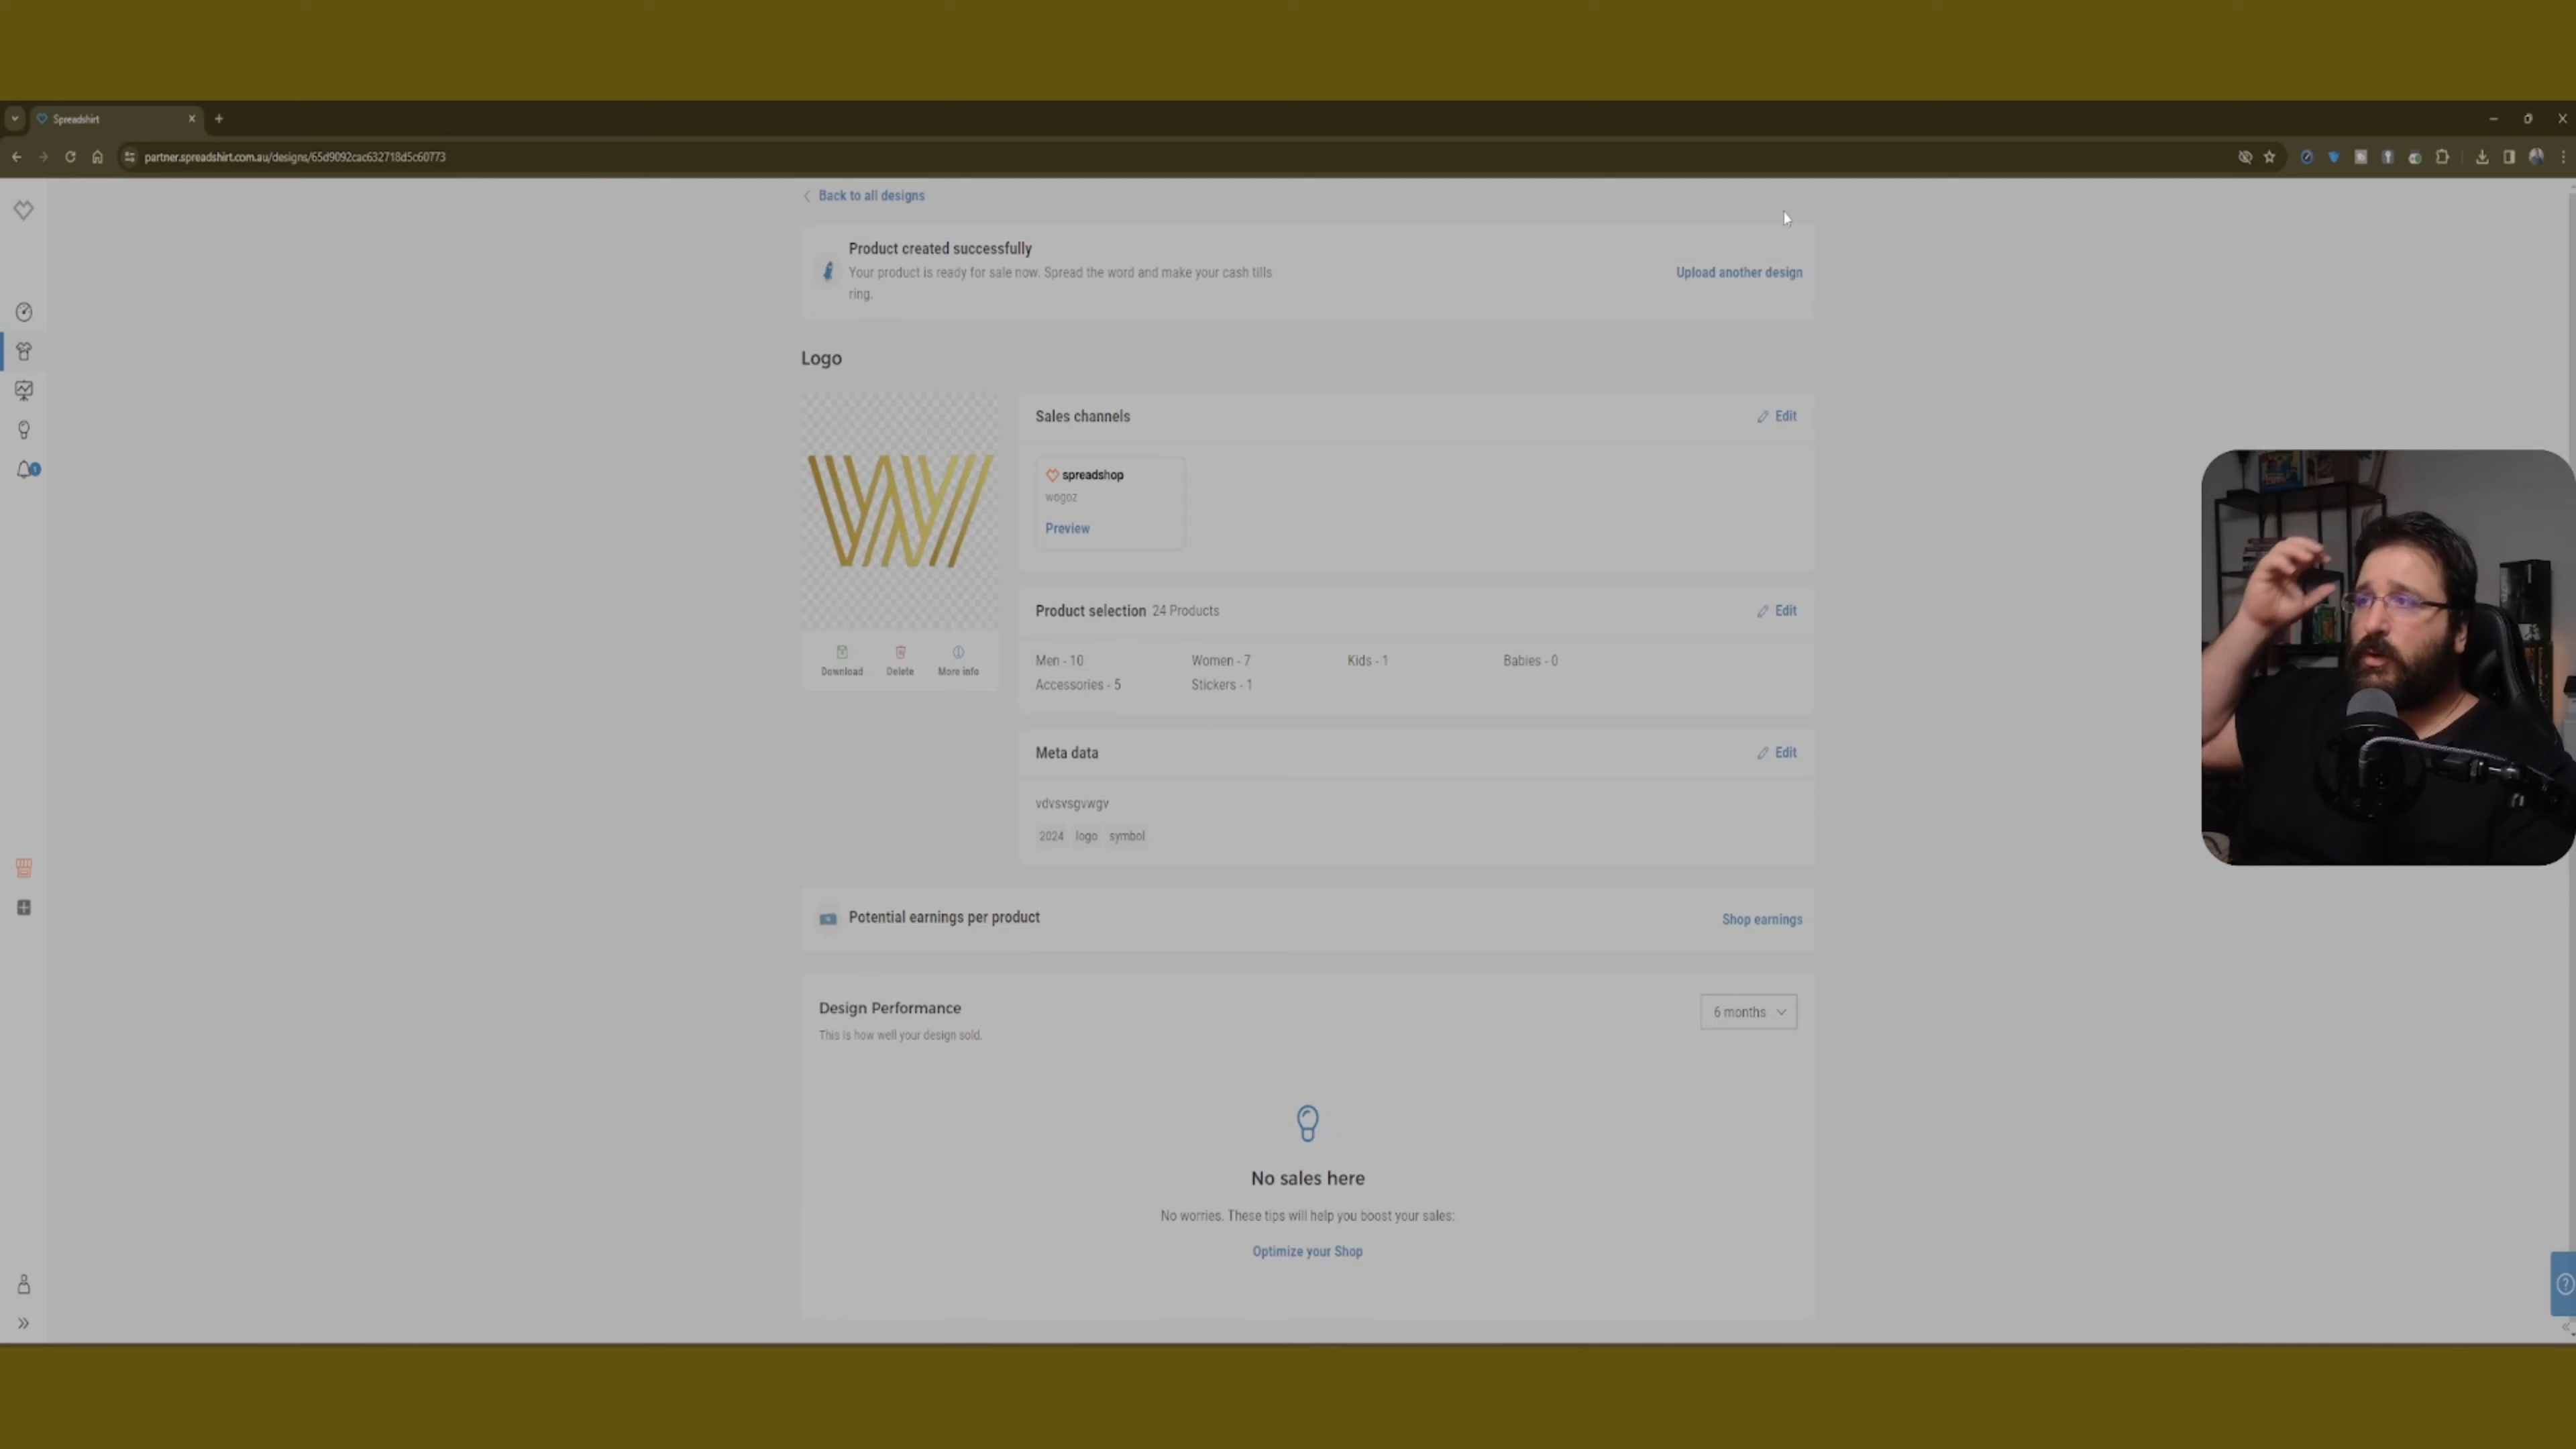 Spreadshirt
partner.spreadshirt.com.au/designs/65d9092cac632718d5c60773
Back to all designs
Product created successfully
Your product is ready for sale now. Spread the word and make your cash tills
ring.
Upload another design
Logo
Sales channels
Edit
spreadshop
wogoz
Preview
Download
Delete
More info
Product selection 24 Products
Edit
Men - 10
Women - 7
Kids - 1
Babies - 0
Accessories - 5
Stickers - 1
Meta data
Edit
vdvsvsgvwgv
2024 logo symbol
Potential earnings per product
Shop earnings
Design Performance
6 months
This is how well your design sold.
No sales here
No worries. These tips will help you boost your sales:
Optimize your Shop